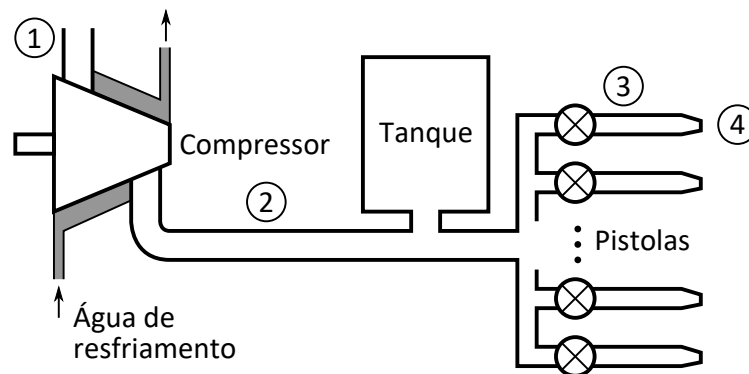 1
Compressor
2
Tanque
3
4
Pistolas
Água de
resfriamento